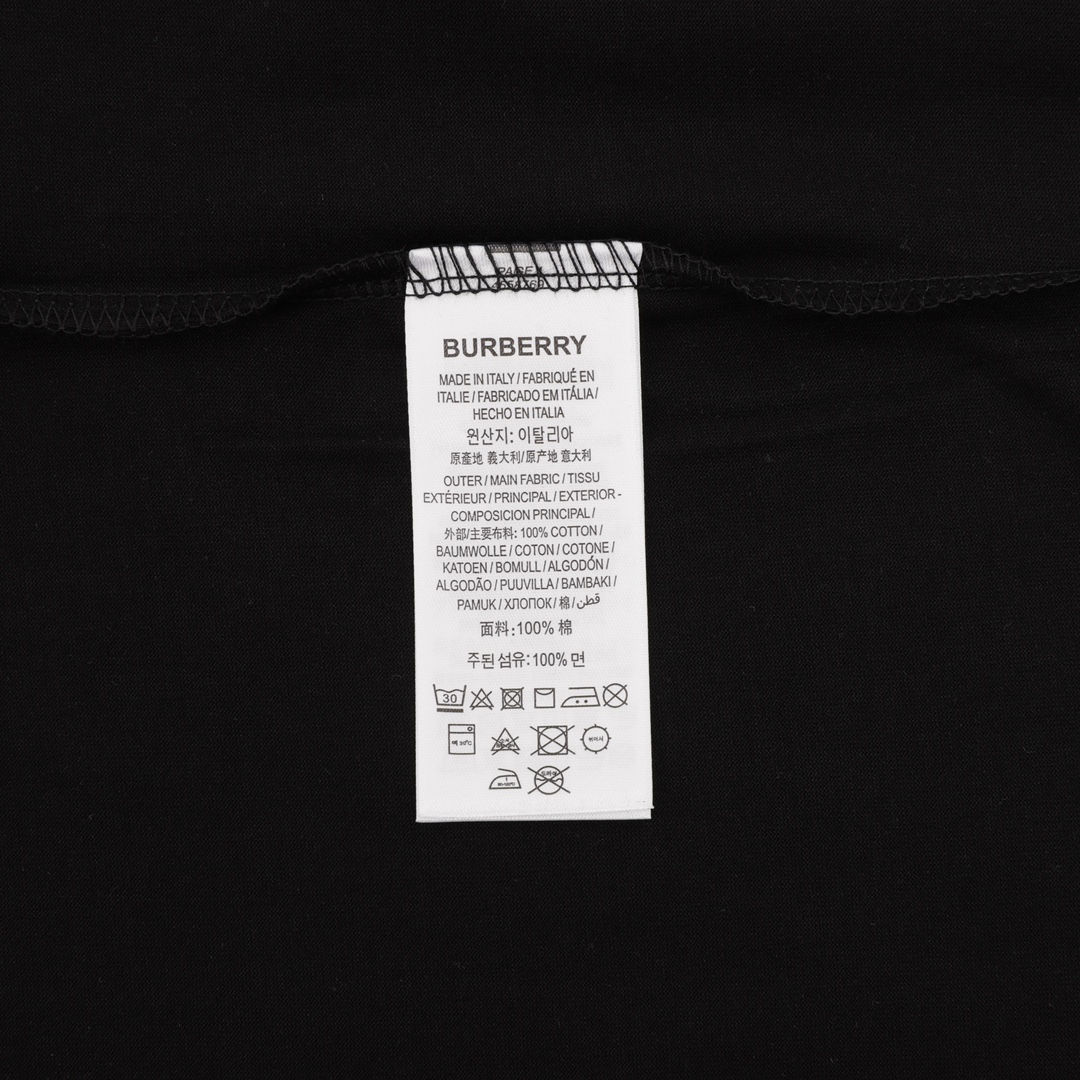 PAGE
BURBERRY
MADE IN ITALY / FABRIQUÉ EN
ITALIE / FABRICADO EM ITÁLIA /
HECHO EN ITALIA
원산지: 이탈리아
原產地 義大利/原产地 意大利
OUTER / MAIN FABRIC / TISSU
EXTÉRIEUR / PRINCIPAL / EXTERIOR -
COMPOSICION PRINCIPAL /
外部/主要布料: 100% COTTON /
BAUMWOLLE / COTON / COTONE /
KATOEN / BOMULL / ALGODÓN /
ALGODÃO / PUUVILLA / BAMBAKI /
PAMUK / ХЛОПОК / 棉 / قطن
面料:100% 棉
주된 섬유:100% 면
30